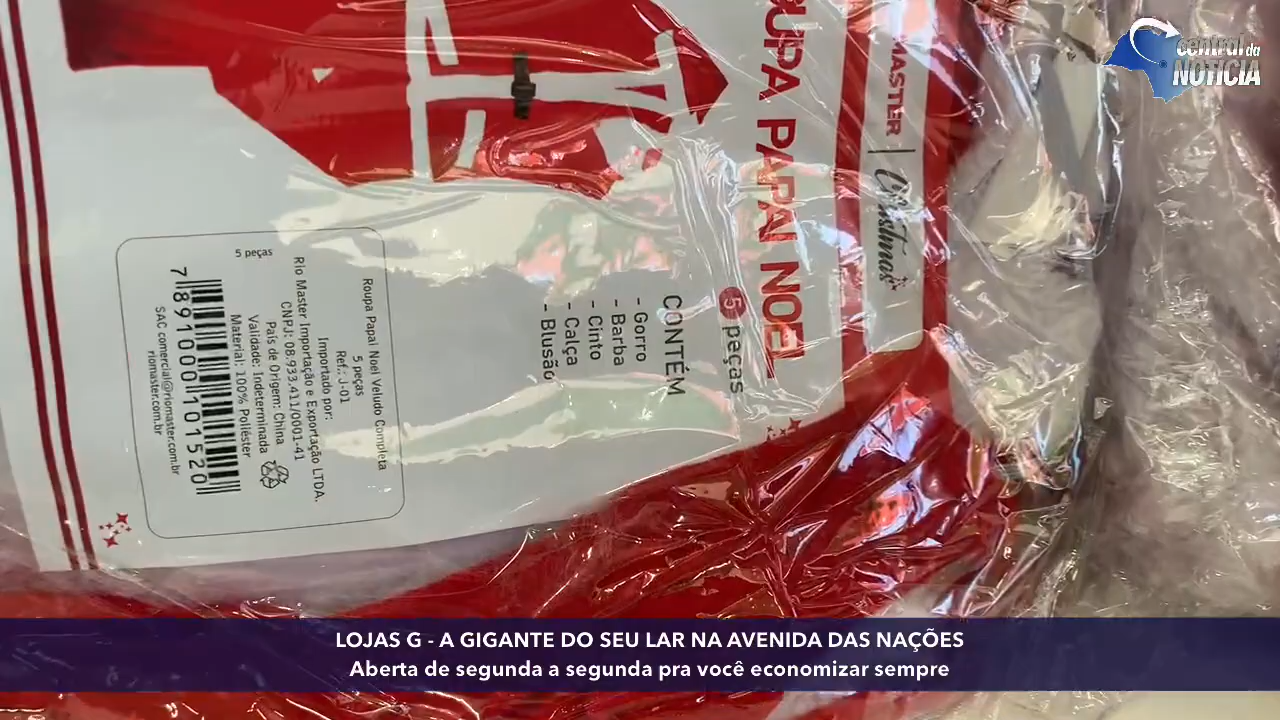 central da
NOTÍCIA
MASTER | Christmas
ROUPA PAPAI NOEL
5 peças
CONTÉM
- Gorro
- Barba
- Cinto
- Calça
- Blusão
Roupa Papai Noel Veludo Completa
5 peças
Ref.: J-01
Importado por:
Rio Master Importação e Exportação LTDA.
CNPJ: 08.933.411/0001-41
País de Origem: China
Validade: Indeterminada
Material: 100% Poliéster
5 peças
7 891000 101520
SAC comercial@riomaster.com.br
riomaster.com.br
LOJAS G - A GIGANTE DO SEU LAR NA AVENIDA DAS NAÇÕES
Aberta de segunda a segunda pra você economizar sempre